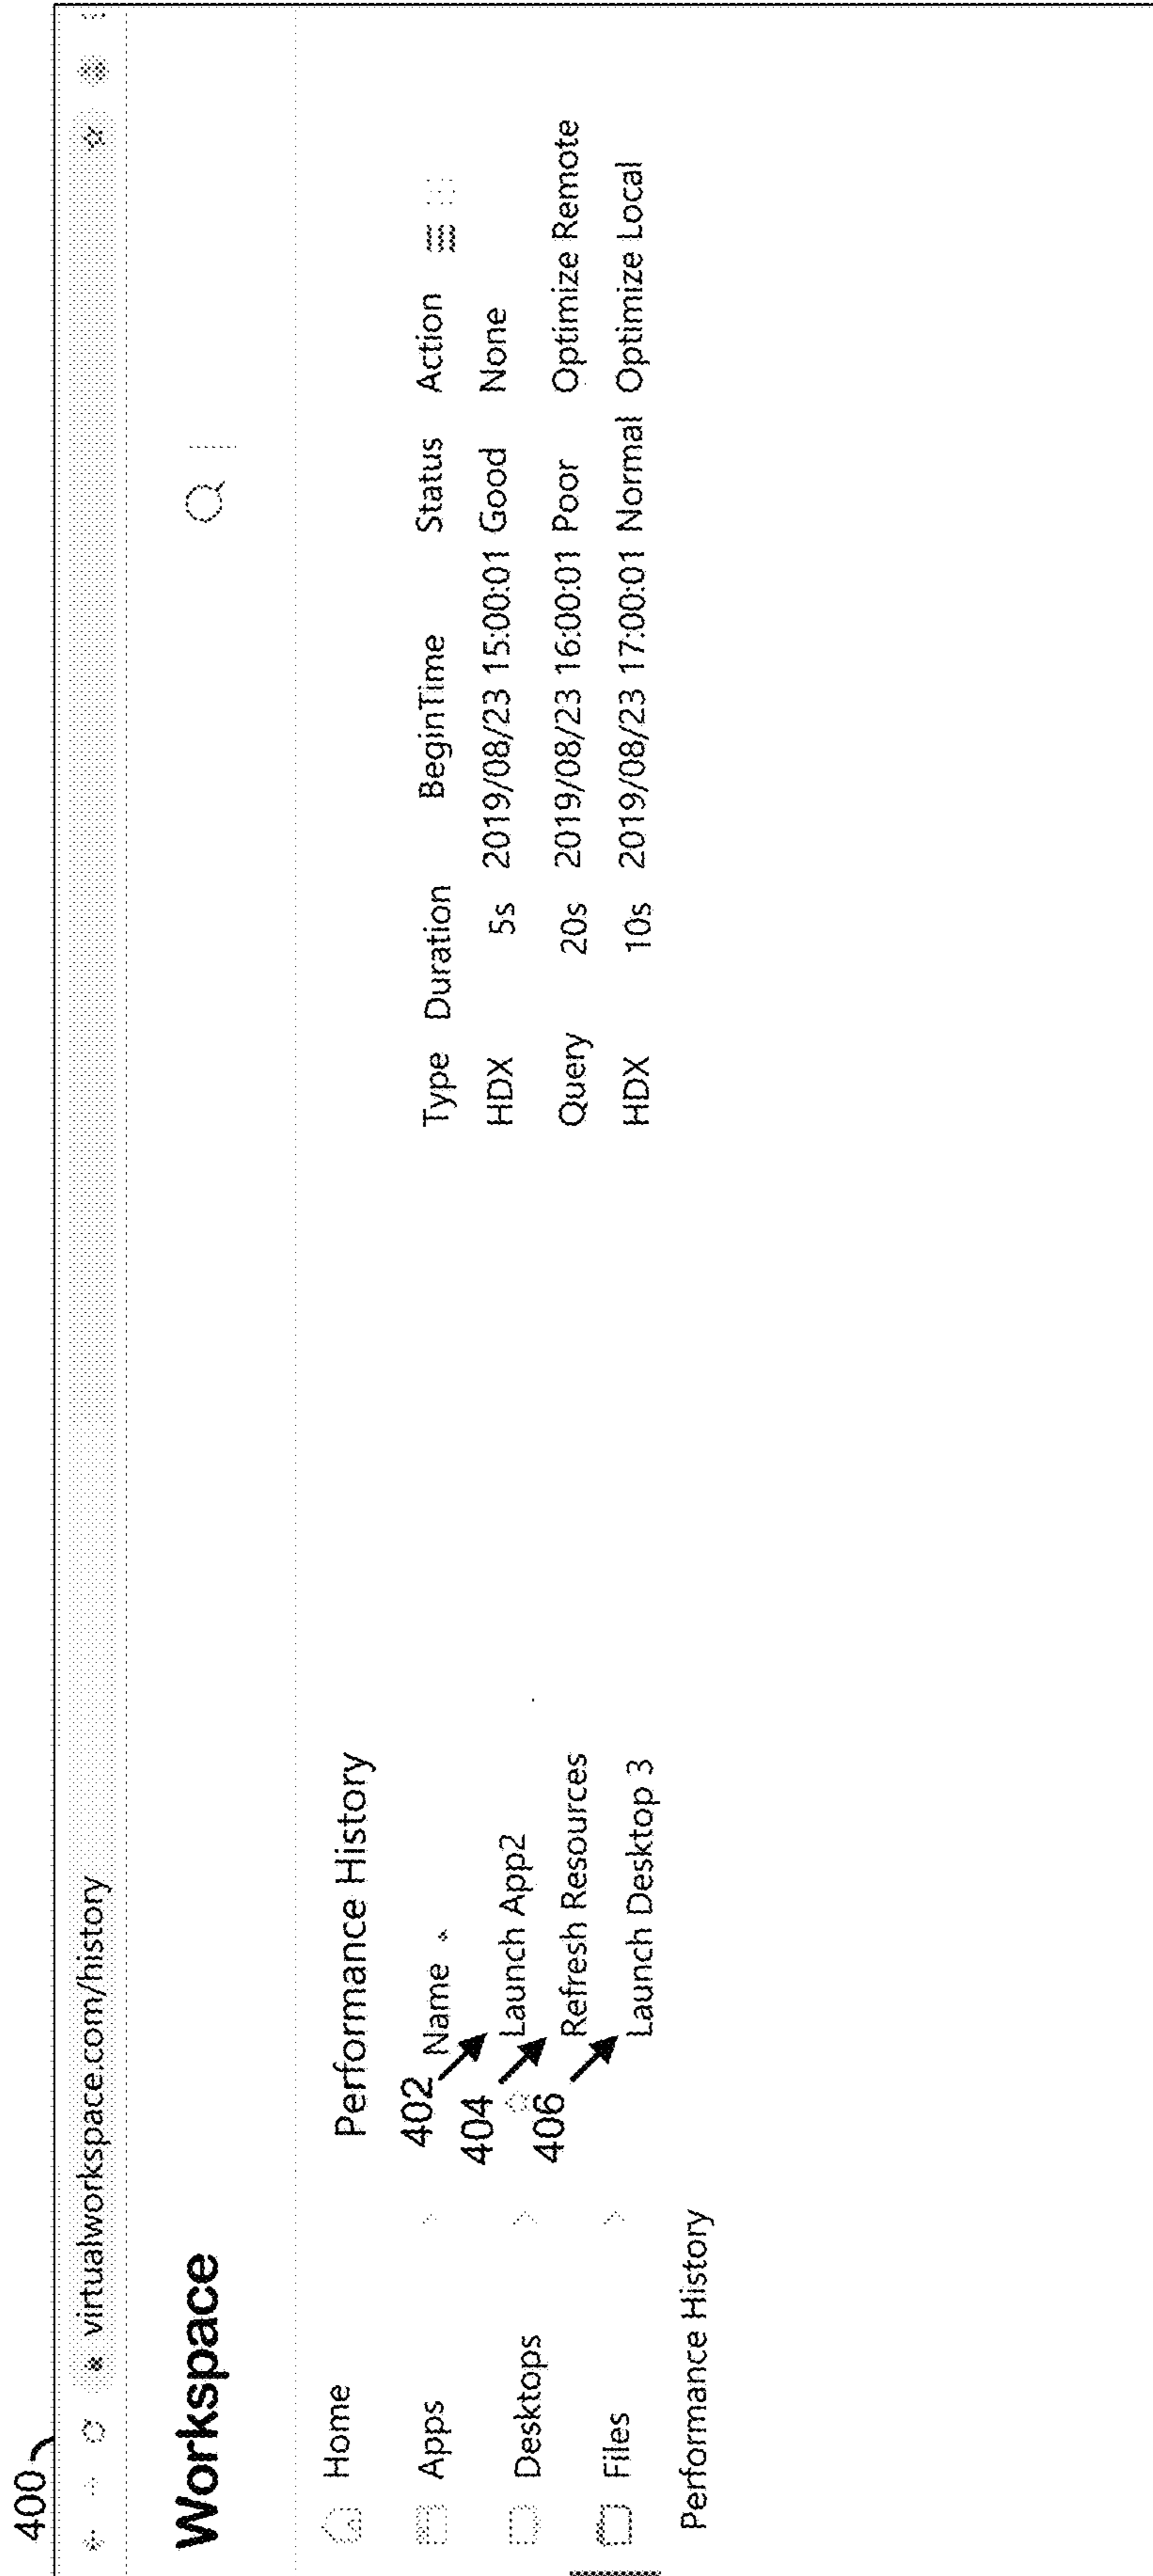 400
virtualworkspace.com/history
Workspace
Home
Apps
Desktops
Files
Performance History
Performance History
Name Type Duration BeginTime Status Action
402 Launch App2 HDX 5s 2019/08/23 15:00:01 Good None
404 Refresh Resources Query 20s 2019/08/23 16:00:01 Poor Optimize Remote
406 Launch Desktop 3 HDX 10s 2019/08/23 17:00:01 Normal Optimize Local